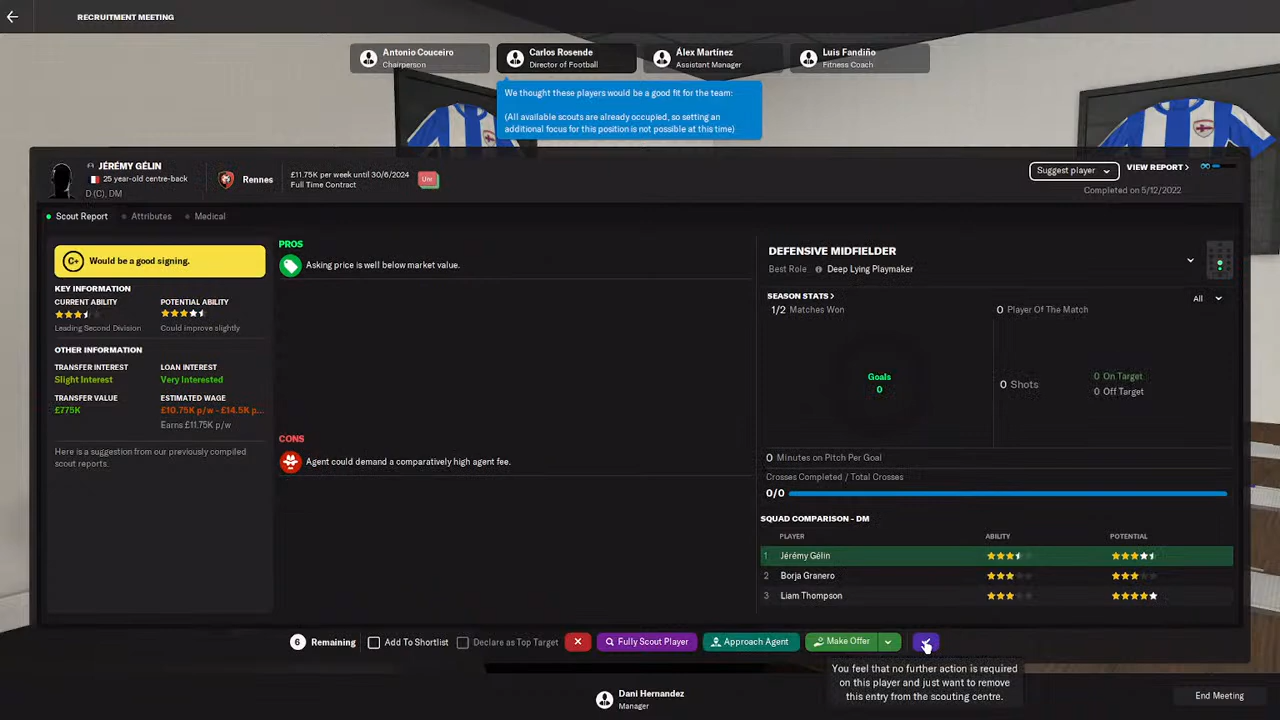 RECRUITMENT MEETING
Antonio Couceiro
Chairperson
Carlos Rosende
Director of Football
Álex Martínez
Assistant Manager
Luis Fandiño
Fitness Coach
We thought these players would be a good fit for the team:
(All available scouts are already occupied, so setting an
additional focus for this position is not possible at this time)
JÉRÉMY GÉLIN
25 year-old centre-back
D (C), DM
Rennes
£11.75K per week until 30/6/2024
Full Time Contract
Unr
Suggest player
VIEW REPORT >
Completed on 5/12/2022
Scout Report
Attributes
Medical
C+ Would be a good signing.
KEY INFORMATION
CURRENT ABILITY
POTENTIAL ABILITY
Leading Second Division
Could improve slightly
OTHER INFORMATION
TRANSFER INTEREST
LOAN INTEREST
Slight Interest
Very Interested
TRANSFER VALUE
ESTIMATED WAGE
£775K
£10.75K p/w - £14.5K p...
Earns £11.75K p/w
Here is a suggestion from our previously compiled
scout reports.
PROS
Asking price is well below market value.
CONS
Agent could demand a comparatively high agent fee.
DEFENSIVE MIDFIELDER
Best Role Deep Lying Playmaker
SEASON STATS >
All
1/2 Matches Won
0 Player Of The Match
Goals
0
0 Shots
0 On Target
0 Off Target
0 Minutes on Pitch Per Goal
Crosses Completed / Total Crosses
0/0
SQUAD COMPARISON - DM
PLAYER ABILITY POTENTIAL
1 Jérémy Gélin
2 Borja Granero
3 Liam Thompson
6 Remaining
Add To Shortlist
Declare as Top Target
Fully Scout Player
Approach Agent
Make Offer
You feel that no further action is required
on this player and just want to remove
this entry from the scouting centre.
Dani Hernandez
Manager
End Meeting